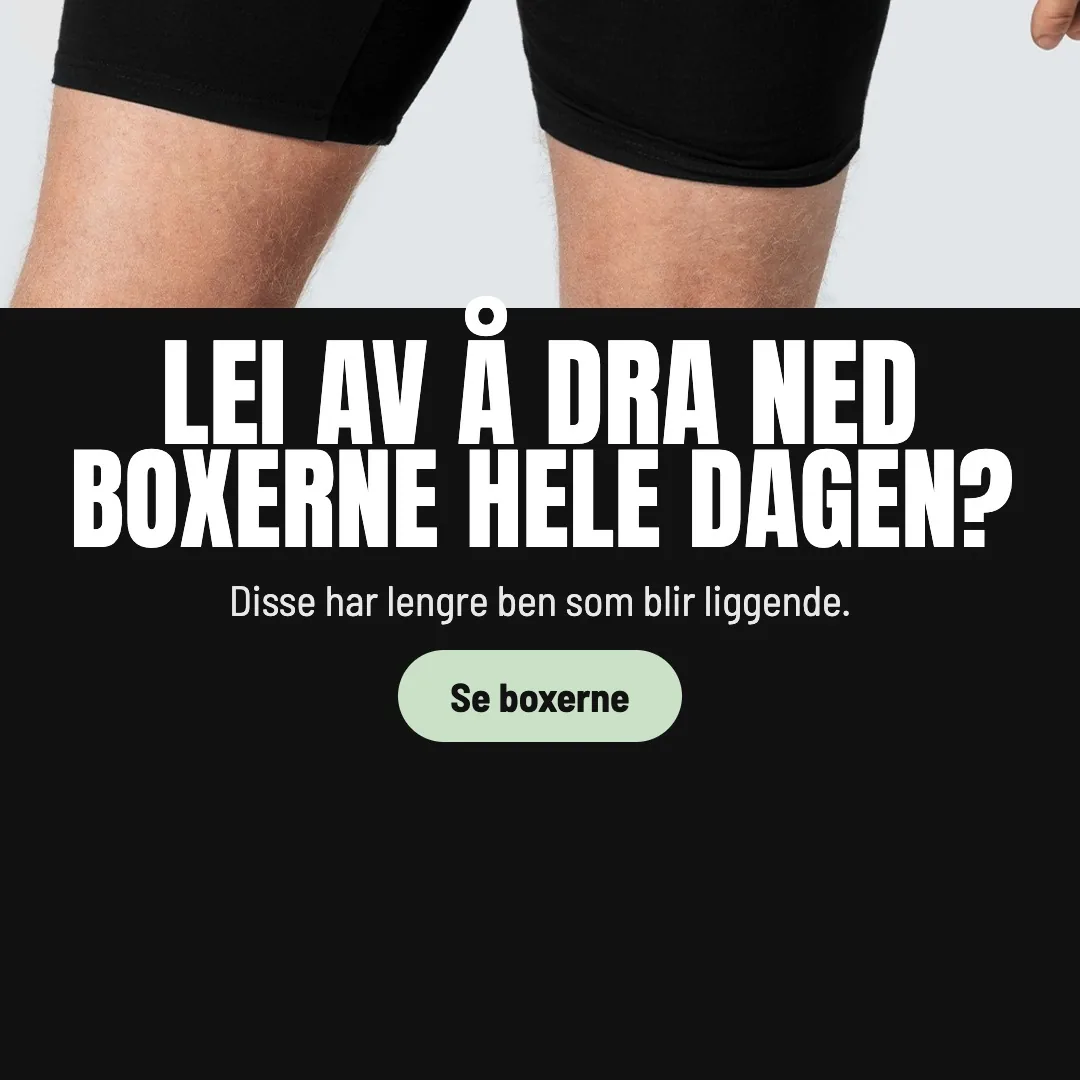 LEI AV Å DRA NED
BOXERNE HELE DAGEN?
Disse har lengre ben som blir liggende.
Se boxerne